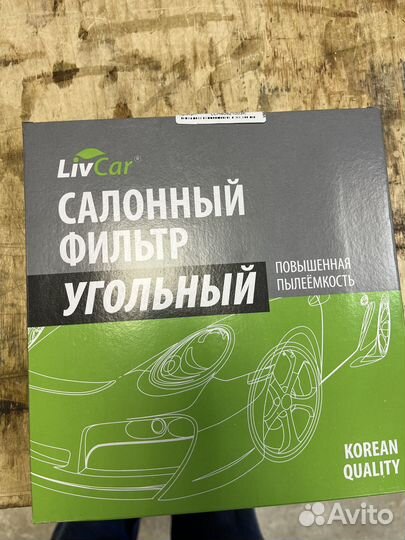 LivCar®
САЛОННЫЙ
ФИЛЬТР
УГОЛЬНЫЙ
ПОВЫШЕННАЯ
ПЫЛЕЁМКОСТЬ
KOREAN
QUALITY
Avito